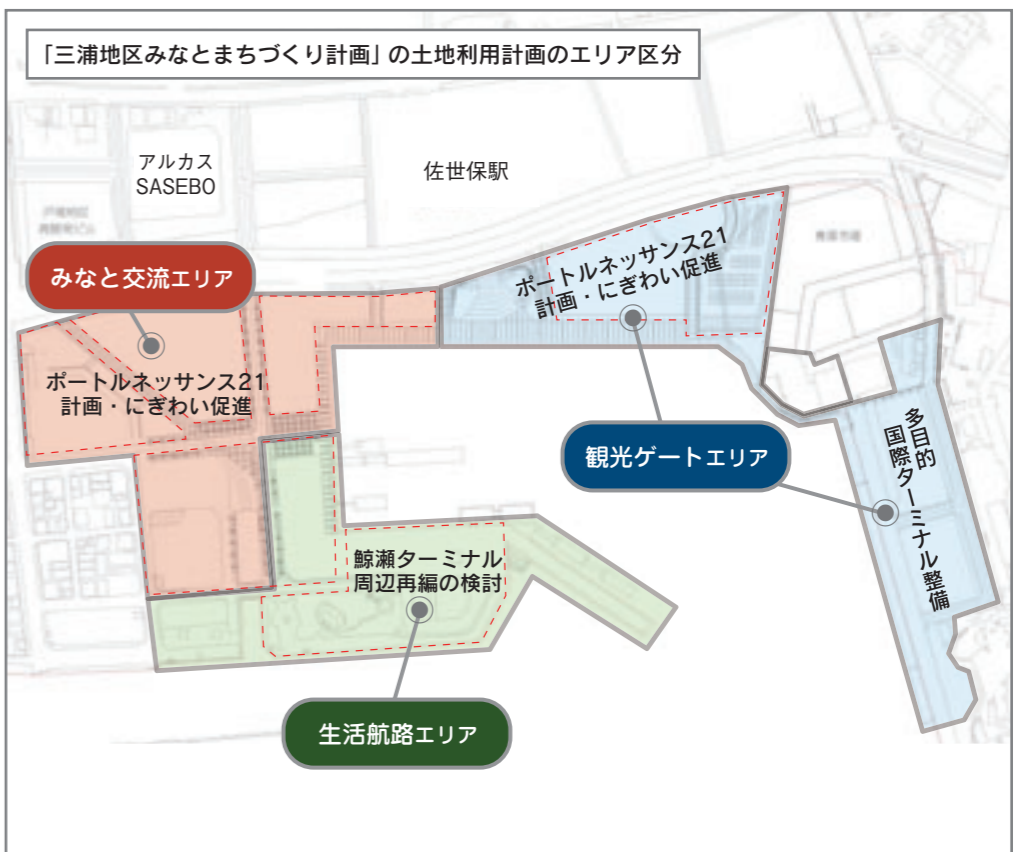 「三浦地区みなとまちづくり計画」の土地利用計画のエリア区分
アルカス
SASEBO
佐世保駅
みなと交流エリア
ポートルネッサンス21
計画・にぎわい促進
ポートルネッサンス21
計画・にぎわい促進
観光ゲートエリア
多目的
国際ターミナル整備
鯨瀬ターミナル
周辺再編の検討
生活航路エリア